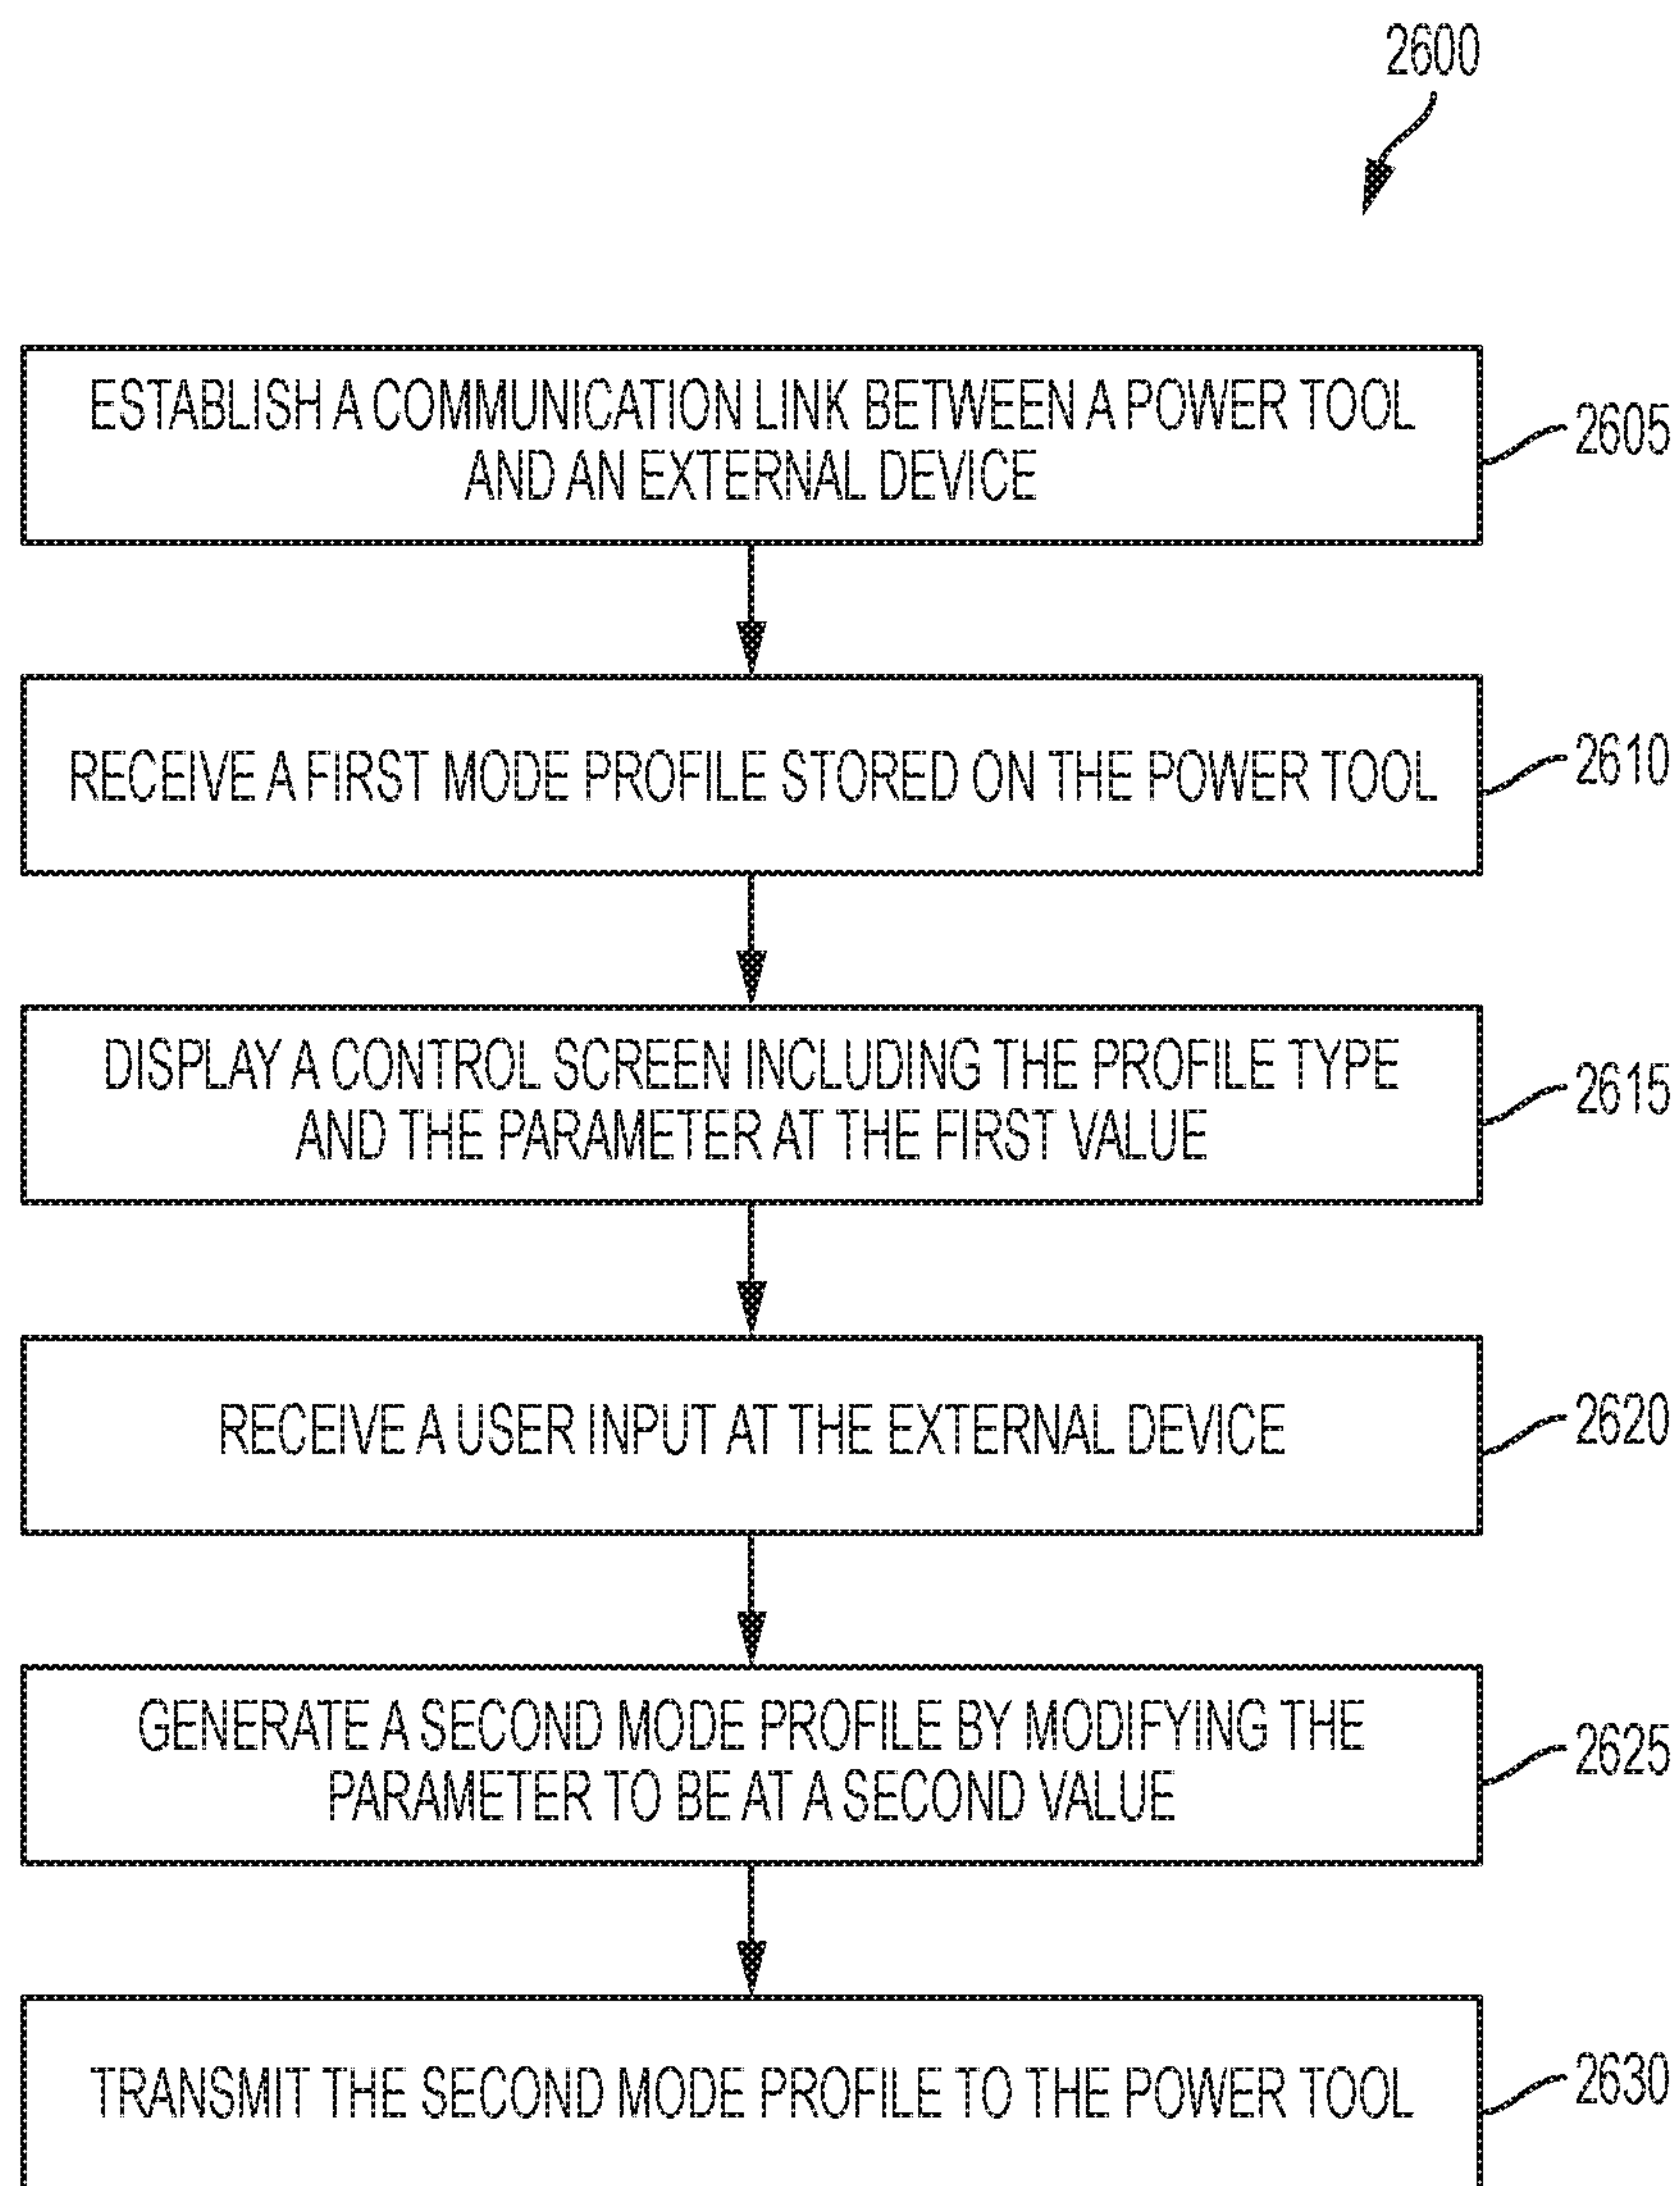 2600
ESTABLISH A COMMUNICATION LINK BETWEEN A POWER TOOL
AND AN EXTERNAL DEVICE
2605
RECEIVE A FIRST MODE PROFILE STORED ON THE POWER TOOL
2610
DISPLAY A CONTROL SCREEN INCLUDING THE PROFILE TYPE
AND THE PARAMETER AT THE FIRST VALUE
2615
RECEIVE A USER INPUT AT THE EXTERNAL DEVICE
2620
GENERATE A SECOND MODE PROFILE BY MODIFYING THE
PARAMETER TO BE AT A SECOND VALUE
2625
TRANSMIT THE SECOND MODE PROFILE TO THE POWER TOOL
2630